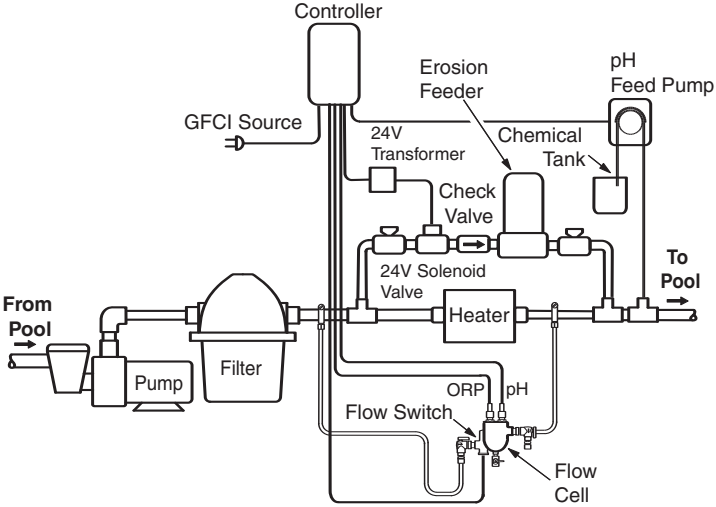 Controller
GFCI Source
24V
Transformer
Erosion
Feeder
pH
Feed Pump
Chemical
Tank
Check
Valve
24V Solenoid
Valve
From
Pool
Pump
Filter
Heater
To
Pool
ORP
pH
Flow Switch
Flow
Cell